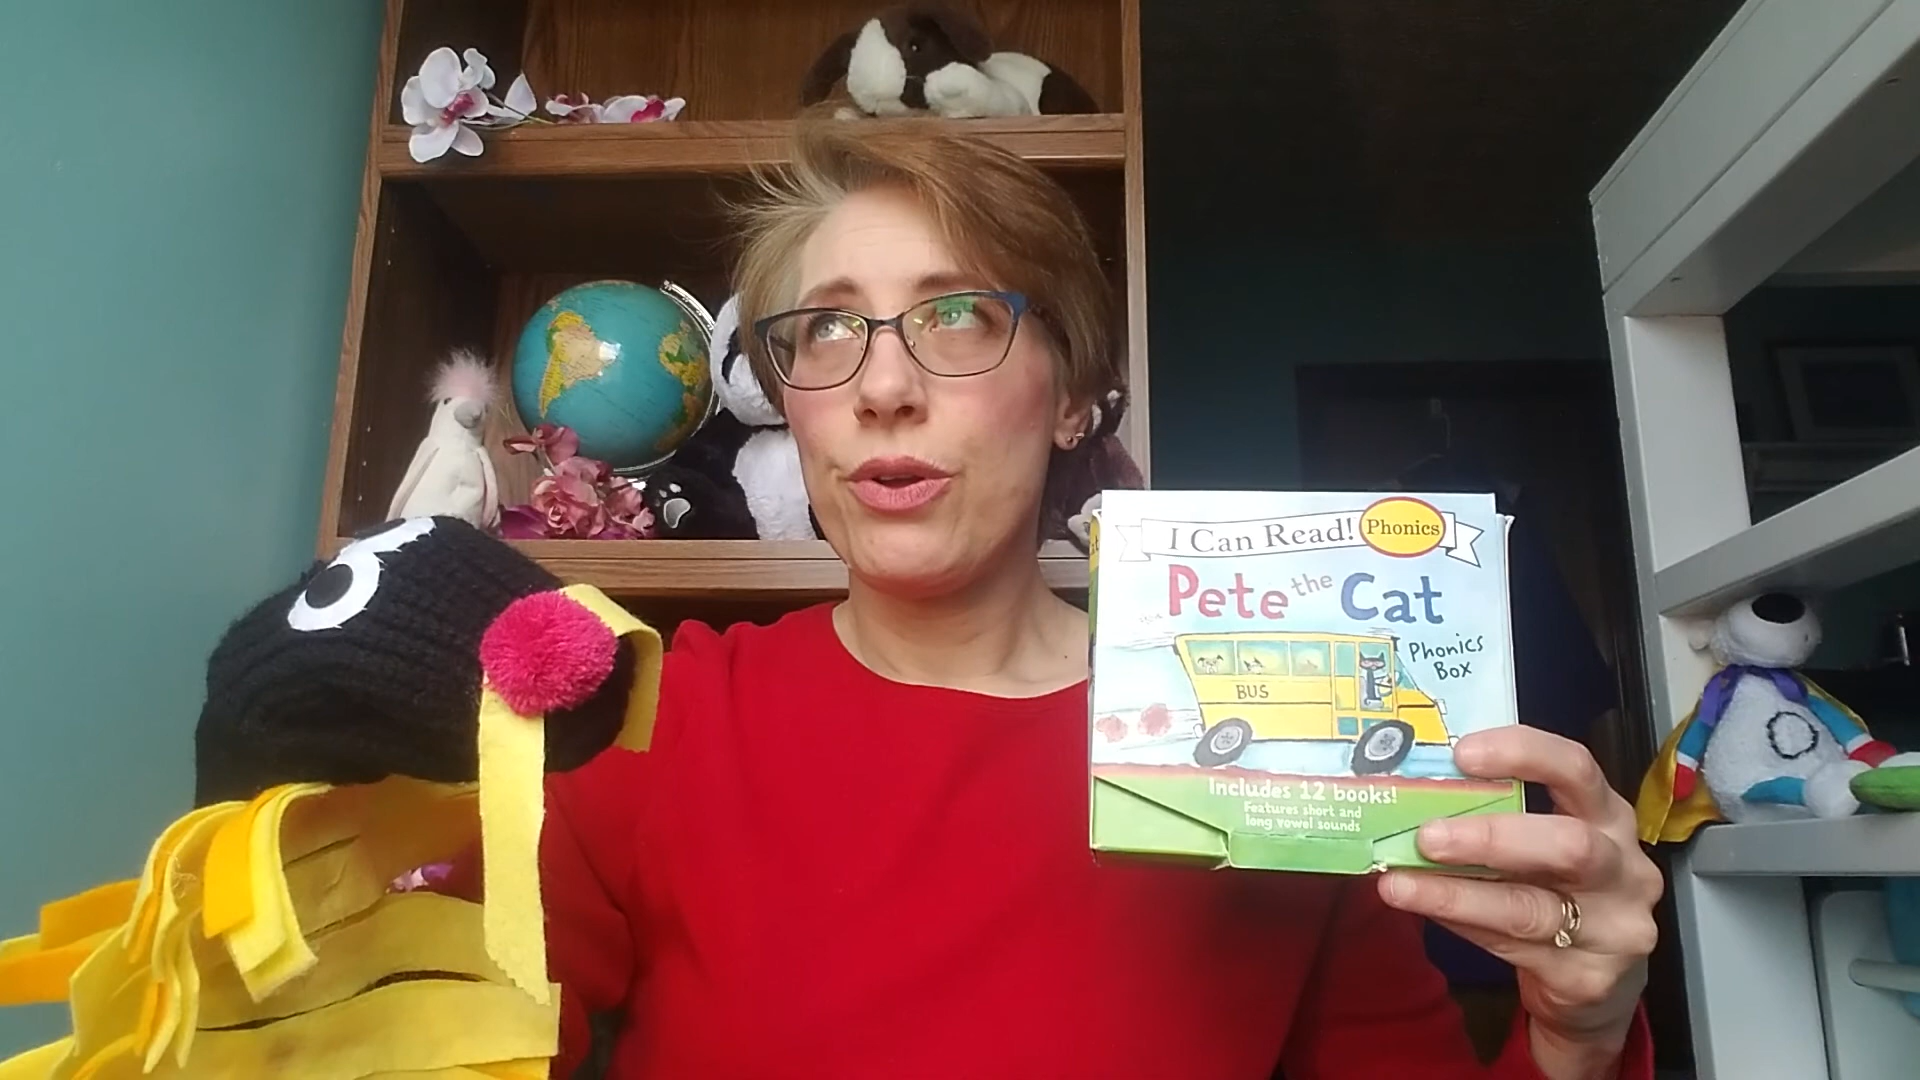 I Can Read! Phonics
Pete the Cat
Phonics
Box
BUS
Includes 12 books!
Features short and
long vowel sounds